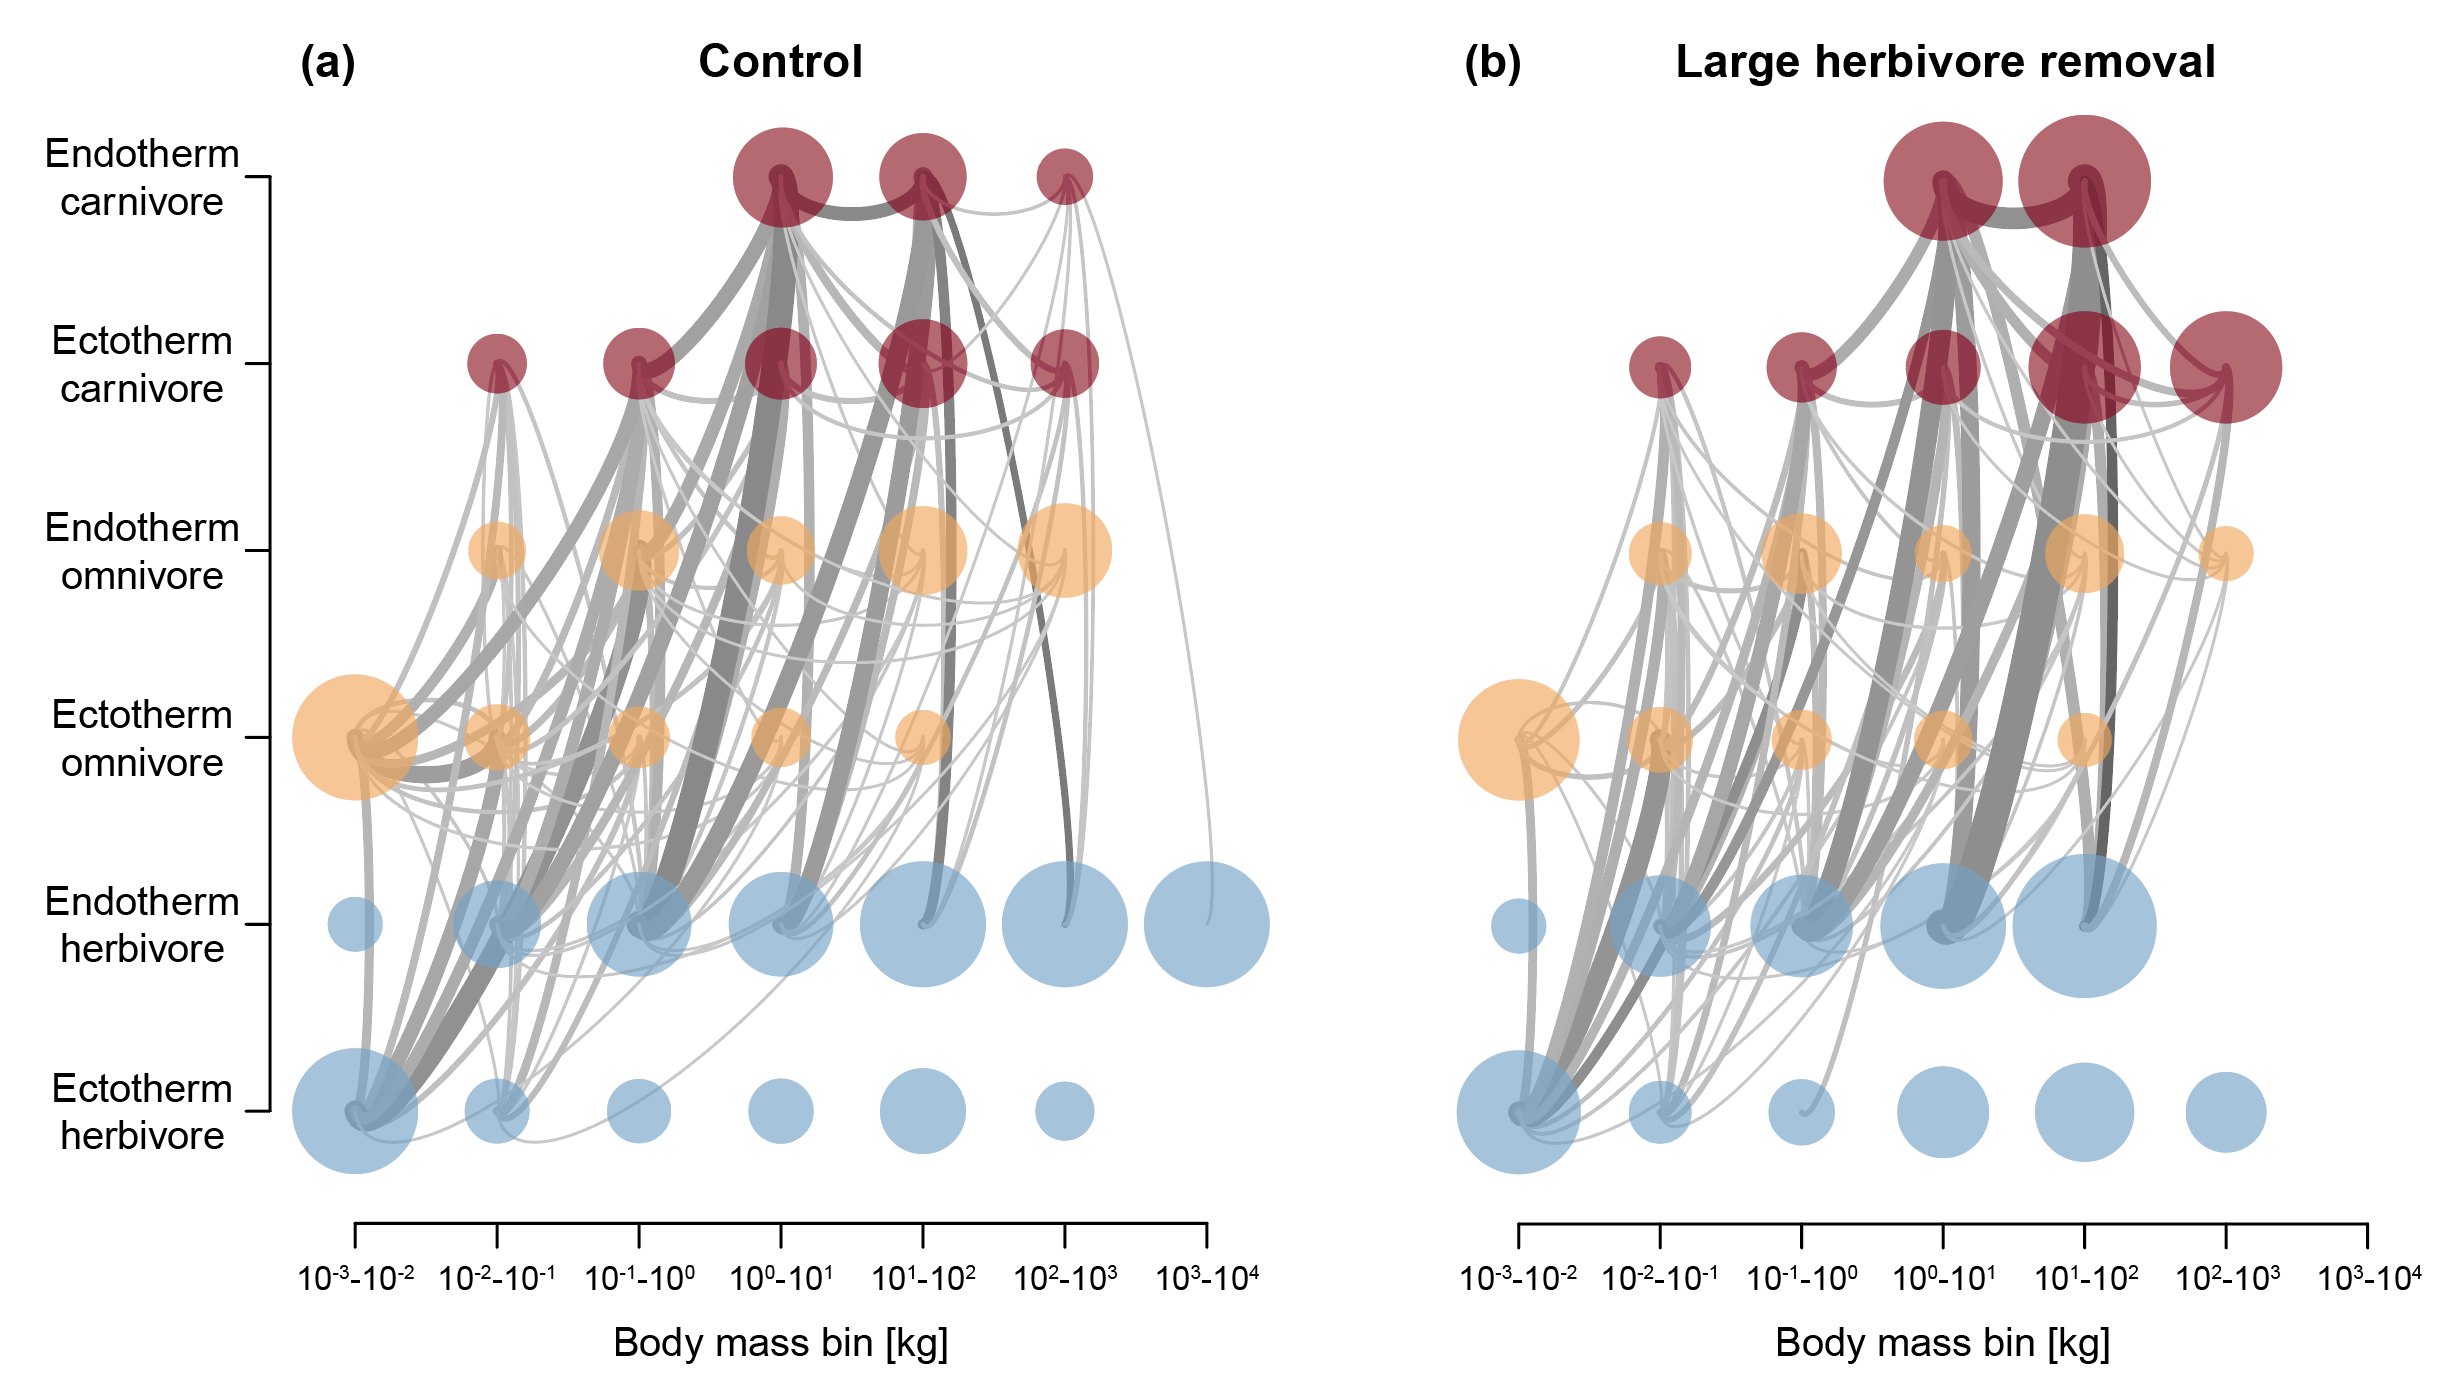 (a) Control
(b) Large herbivore removal
Endotherm
carnivore
Ectotherm
carnivore
Endotherm
omnivore
Ectotherm
omnivore
Endotherm
herbivore
Ectotherm
herbivore
10⁻³-10⁻² 10⁻²-10⁻¹ 10⁻¹-10⁰ 10⁰-10¹ 10¹-10² 10²-10³ 10³-10⁴
Body mass bin [kg]
10⁻³-10⁻² 10⁻²-10⁻¹ 10⁻¹-10⁰ 10⁰-10¹ 10¹-10² 10²-10³ 10³-10⁴
Body mass bin [kg]